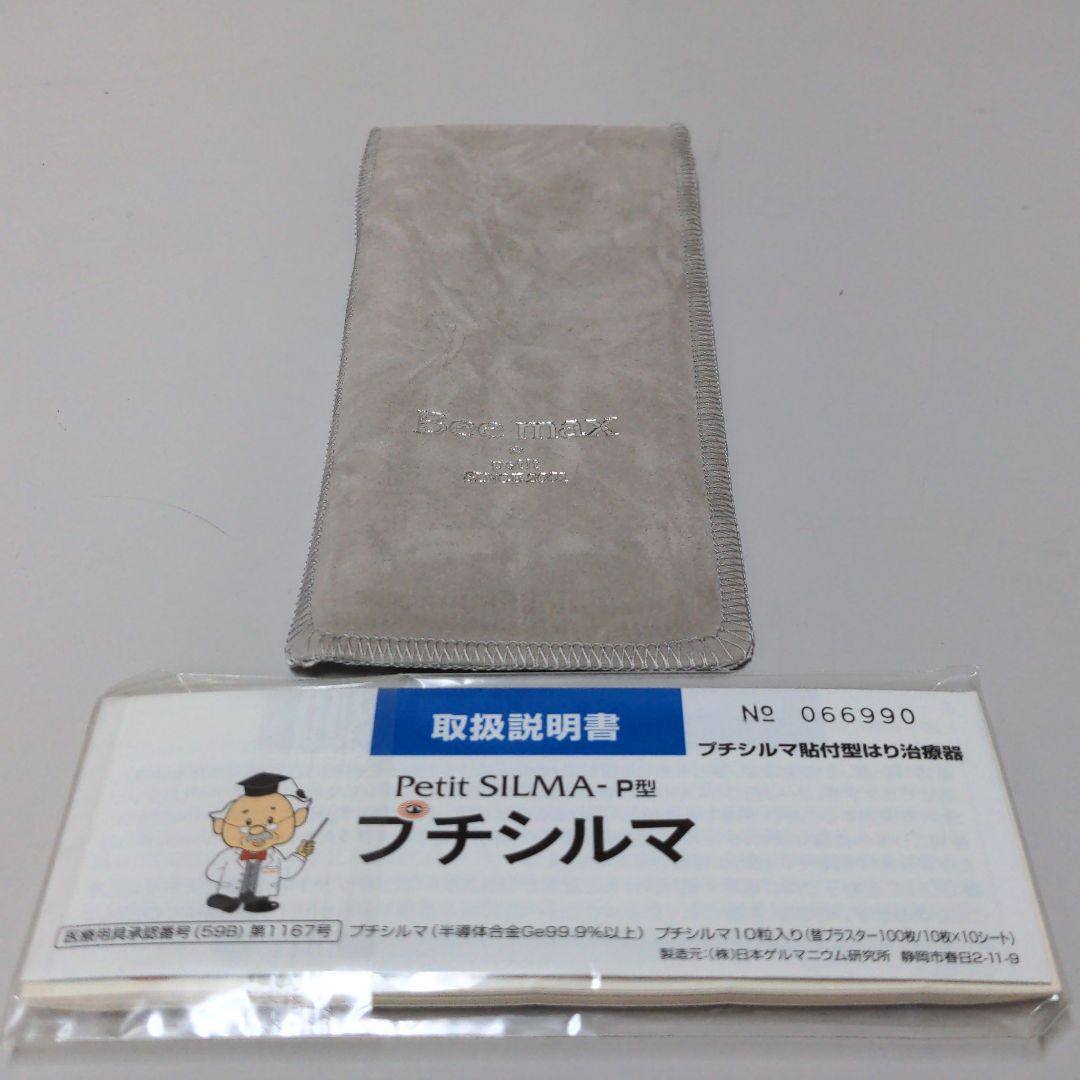 Bee max
petit
取扱説明書
№ 066990
プチシルマ貼付型はり治療器
Petit SILMA- P型
プチシルマ
医療用具承認番号(59B) 第1167号
プチシルマ(半導体合金Ge99.9%以上) プチシルマ10粒入り(替プラスター100枚/10枚×10シート)
製造元:(株)日本ゲルマニウム研究所 静岡市春日2-11-9